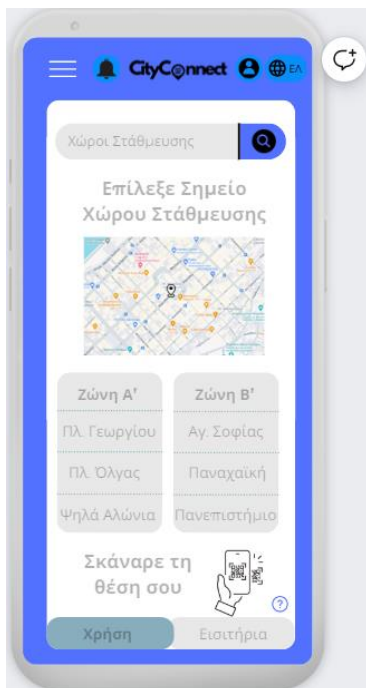 CityConnect
ΕΛ
Χώροι Στάθμευσης
Επίλεξε Σημείο
Χώρου Στάθμευσης
Ζώνη Α'
Ζώνη Β'
Πλ. Γεωργίου
Αγ. Σοφίας
Πλ. Όλγας
Παναχαϊκή
Ψηλά Αλώνια
Πανεπιστήμιο
Σκάναρε τη
θέση σου
?
Χρήση
Εισιτήρια